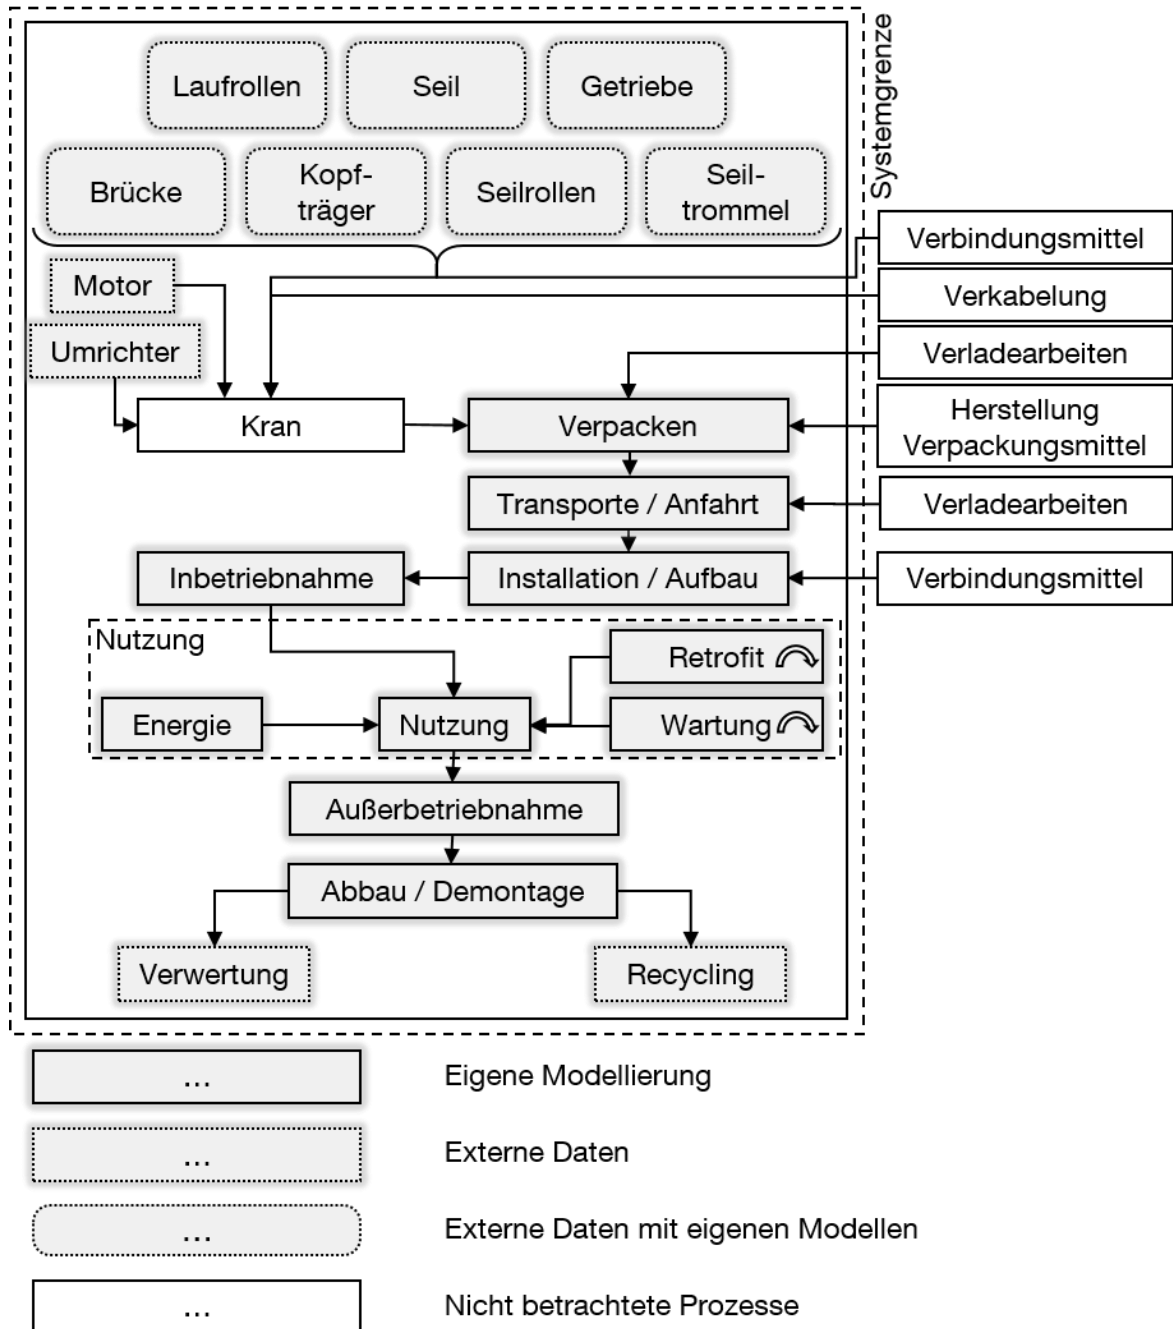 Systemgrenze
Laufrollen
Seil
Getriebe
Brücke
Kopf-
träger
Seilrollen
Seil-
trommel
Verbindungsmittel
Motor
Verkabelung
Umrichter
Verladearbeiten
Kran
Verpacken
Herstellung
Verpackungsmittel
Transporte / Anfahrt
Verladearbeiten
Inbetriebnahme
Installation / Aufbau
Verbindungsmittel
Nutzung
Retrofit
Energie
Nutzung
Wartung
Außerbetriebnahme
Abbau / Demontage
Verwertung
Recycling
...
Eigene Modellierung
...
Externe Daten
...
Externe Daten mit eigenen Modellen
...
Nicht betrachtete Prozesse